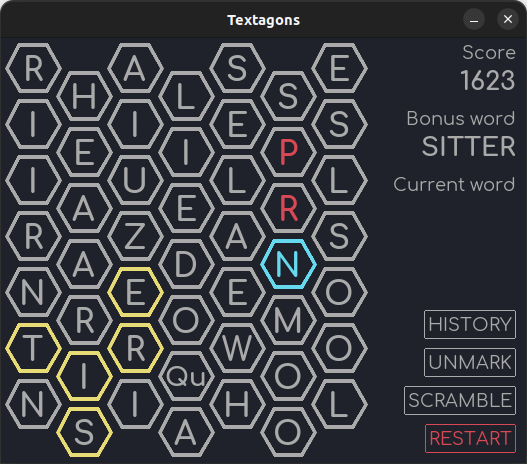 Textagons
R A S E
H L S
I I E S
E I P
I U L L
A E R
R Z A S
A D N
N E E O
R O M
T R W O
I Qu O
N I H L
S A O
Score
1623
Bonus word
SITTER
Current word
HISTORY
UNMARK
SCRAMBLE
RESTART